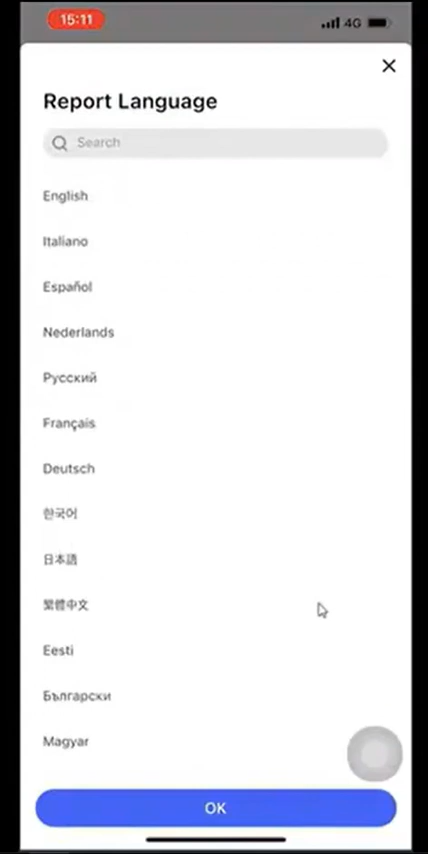 15:11
4G
Report Language
Search
English
Italiano
Español
Nederlands
Русский
Français
Deutsch
한국어
日本語
繁體中文
Eesti
Български
Magyar
OK